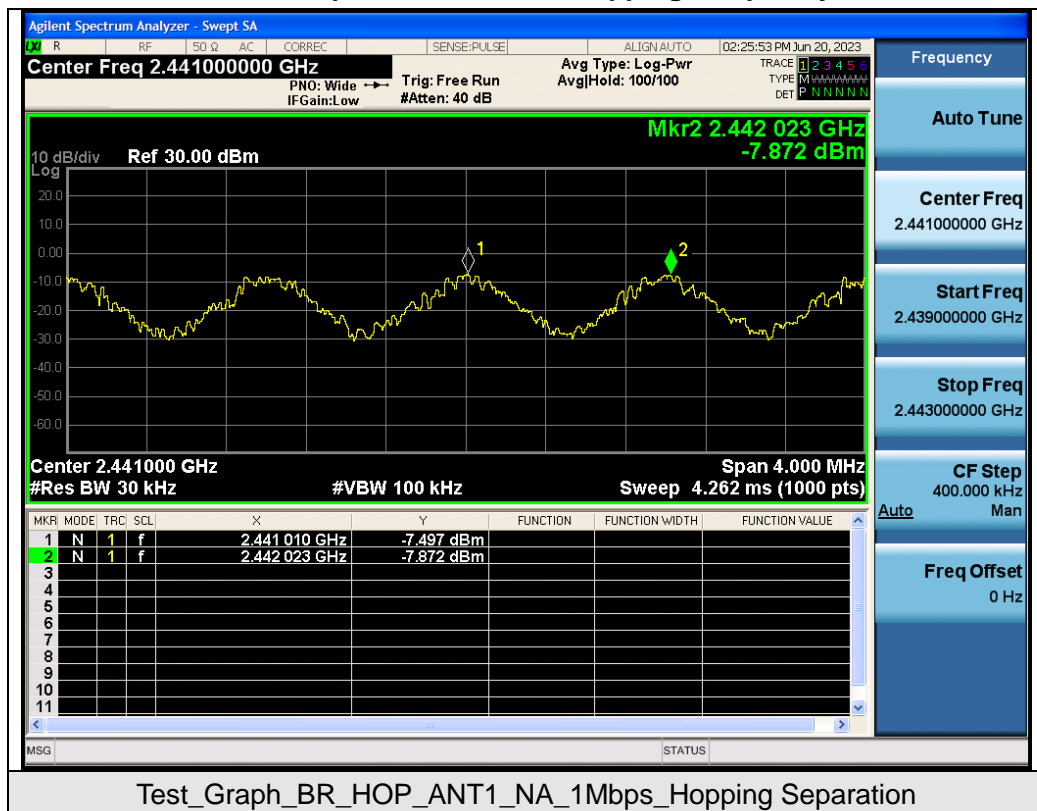 Agilent Spectrum Analyzer - Swept SA
LXI R RF 50 Ω AC CORREC SENSE:PULSE ALIGN AUTO 02:25:53 PM Jun 20, 2023
Center Freq 2.441000000 GHz
PNO: Wide
IFGain:Low
Trig: Free Run
#Atten: 40 dB
Avg Type: Log-Pwr
Avg|Hold: 100/100
TRACE 1 2 3 4 5 6
TYPE M WWWWW
DET P N N N N N
Mkr2 2.442 023 GHz
-7.872 dBm
10 dB/div Ref 30.00 dBm
Log
20.0
10.0
0.00
-10.0
-20.0
-30.0
-40.0
-50.0
-60.0
1
2
Center 2.441000 GHz Span 4.000 MHz
#Res BW 30 kHz #VBW 100 kHz Sweep 4.262 ms (1000 pts)
MKR MODE TRC SCL X Y FUNCTION FUNCTION WIDTH FUNCTION VALUE
1 N 1 f 2.441 010 GHz -7.497 dBm
2 N 1 f 2.442 023 GHz -7.872 dBm
3
4
5
6
7
8
9
10
11
MSG STATUS
Frequency
Auto Tune
Center Freq
2.441000000 GHz
Start Freq
2.439000000 GHz
Stop Freq
2.443000000 GHz
CF Step
400.000 kHz
Auto Man
Freq Offset
0 Hz
Test_Graph_BR_HOP_ANT1_NA_1Mbps_Hopping Separation